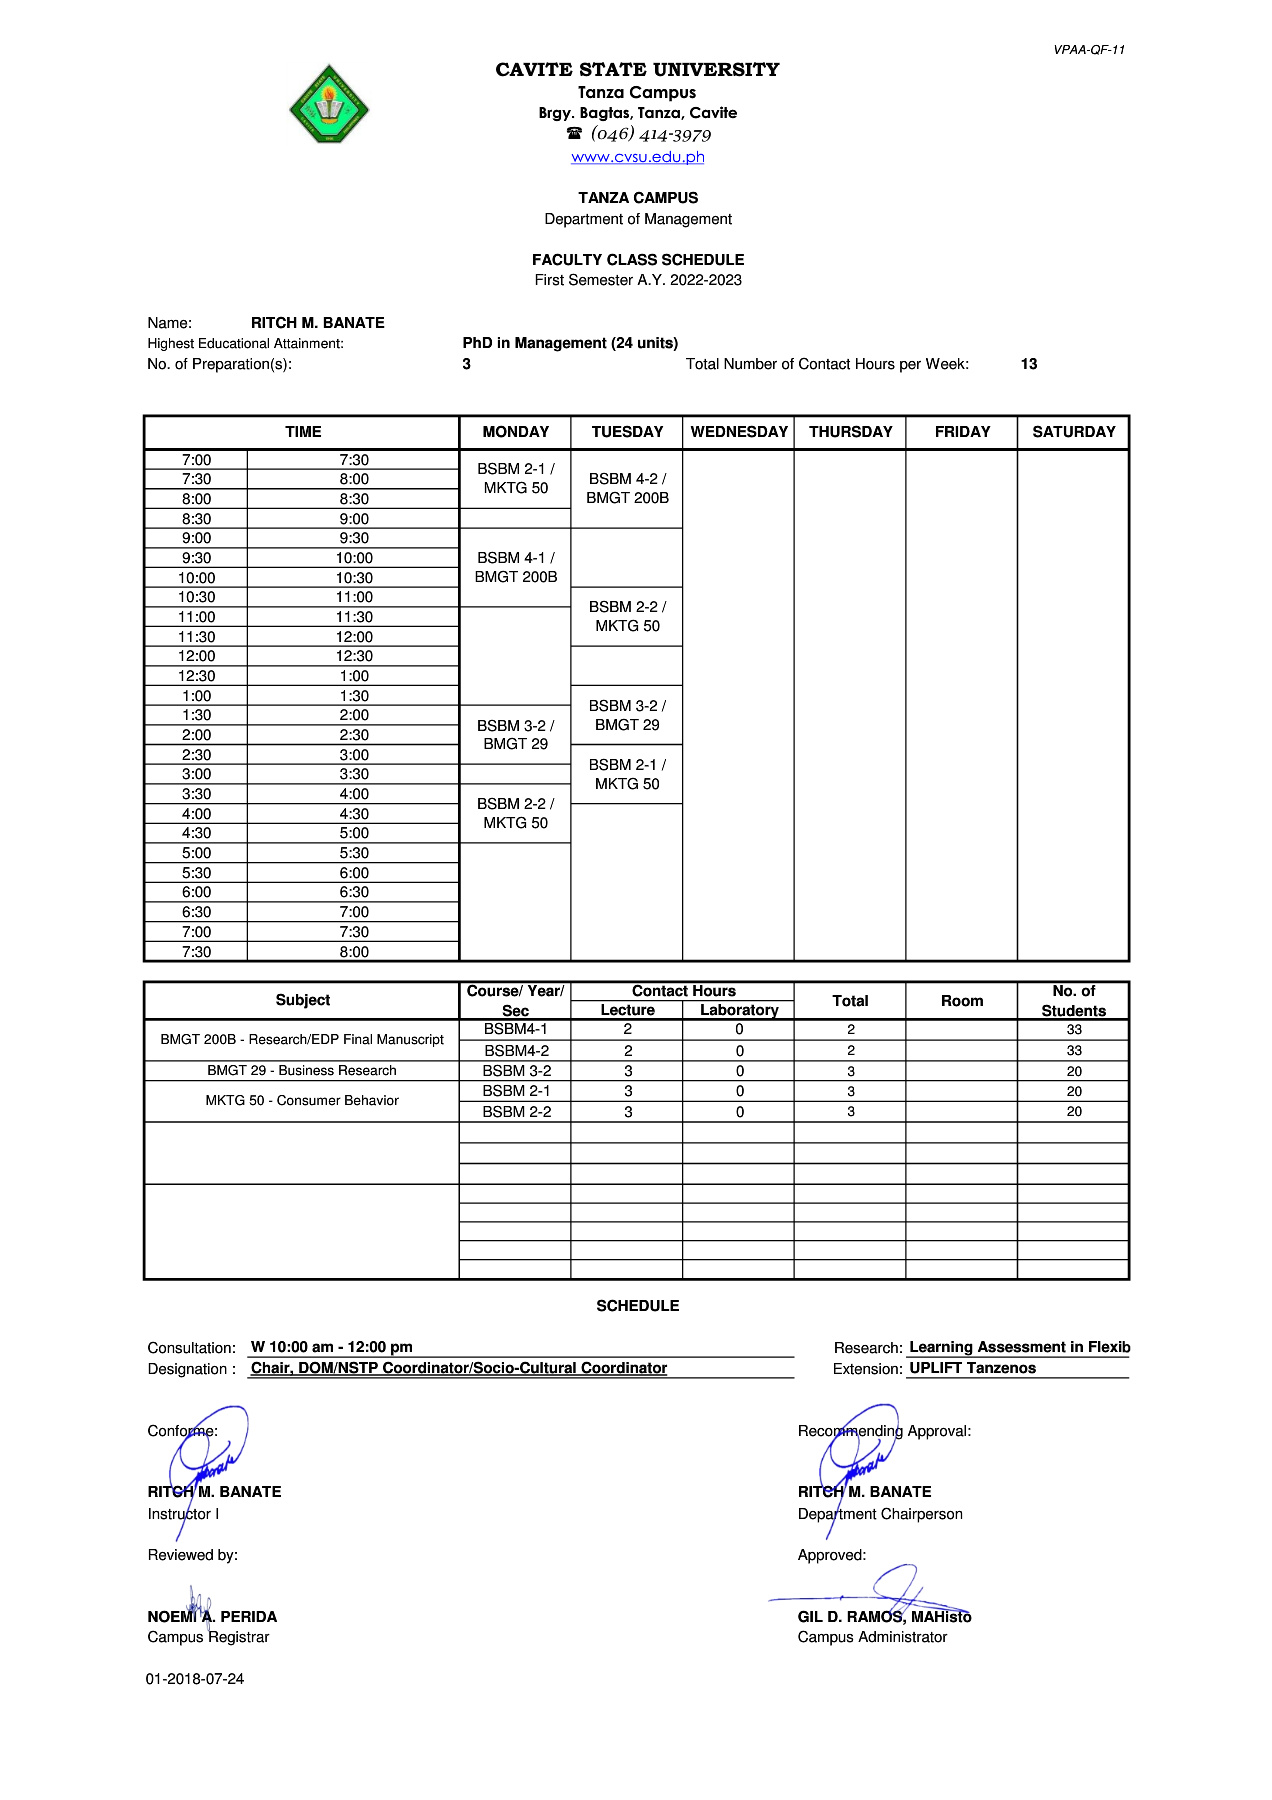 VPAA-QF-11
CAVITE STATE UNIVERSITY
Tanza Campus
Brgy. Bagtas, Tanza, Cavite
☎ (046) 414-3979
www.cvsu.edu.ph
TANZA CAMPUS
Department of Management
FACULTY CLASS SCHEDULE
First Semester A.Y. 2022-2023
Name: RITCH M. BANATE
Highest Educational Attainment: PhD in Management (24 units)
No. of Preparation(s): 3 Total Number of Contact Hours per Week: 13
TIME MONDAY TUESDAY WEDNESDAY THURSDAY FRIDAY SATURDAY
7:00 7:30
7:30 8:00
8:00 8:30
8:30 9:00
9:00 9:30
9:30 10:00
10:00 10:30
10:30 11:00
11:00 11:30
11:30 12:00
12:00 12:30
12:30 1:00
1:00 1:30
1:30 2:00
2:00 2:30
2:30 3:00
3:00 3:30
3:30 4:00
4:00 4:30
4:30 5:00
5:00 5:30
5:30 6:00
6:00 6:30
6:30 7:00
7:00 7:30
7:30 8:00
BSBM 2-1 /
MKTG 50
BSBM 4-1 /
BMGT 200B
BSBM 3-2 /
BMGT 29
BSBM 2-2 /
MKTG 50
BSBM 4-2 /
BMGT 200B
BSBM 2-2 /
MKTG 50
BSBM 3-2 /
BMGT 29
BSBM 2-1 /
MKTG 50
Subject Course/ Year/ Sec Contact Hours Total Room No. of Students
Lecture Laboratory
BMGT 200B - Research/EDP Final Manuscript BSBM4-1 2 0 2 33
BSBM4-2 2 0 2 33
BMGT 29 - Business Research BSBM 3-2 3 0 3 20
MKTG 50 - Consumer Behavior BSBM 2-1 3 0 3 20
BSBM 2-2 3 0 3 20
SCHEDULE
Consultation: W 10:00 am - 12:00 pm Research: Learning Assessment in Flexib
Designation : Chair, DOM/NSTP Coordinator/Socio-Cultural Coordinator Extension: UPLIFT Tanzenos
Conforme: Recommending Approval:
RITCH M. BANATE RITCH M. BANATE
Instructor I Department Chairperson
Reviewed by: Approved:
NOEMI A. PERIDA GIL D. RAMOS, MAHisto
Campus Registrar Campus Administrator
01-2018-07-24